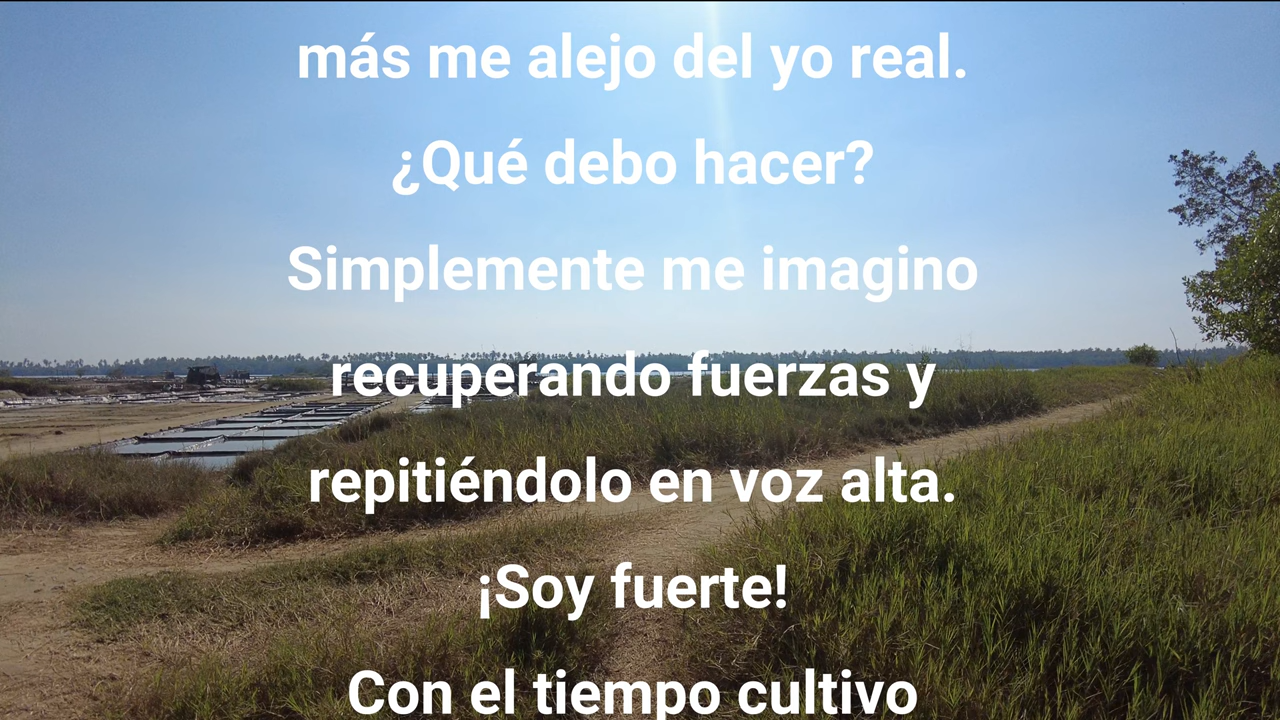 más me alejo del yo real.
¿Qué debo hacer?
Simplemente me imagino
recuperando fuerzas y
repitiéndolo en voz alta.
¡Soy fuerte!
Con el tiempo cultivo